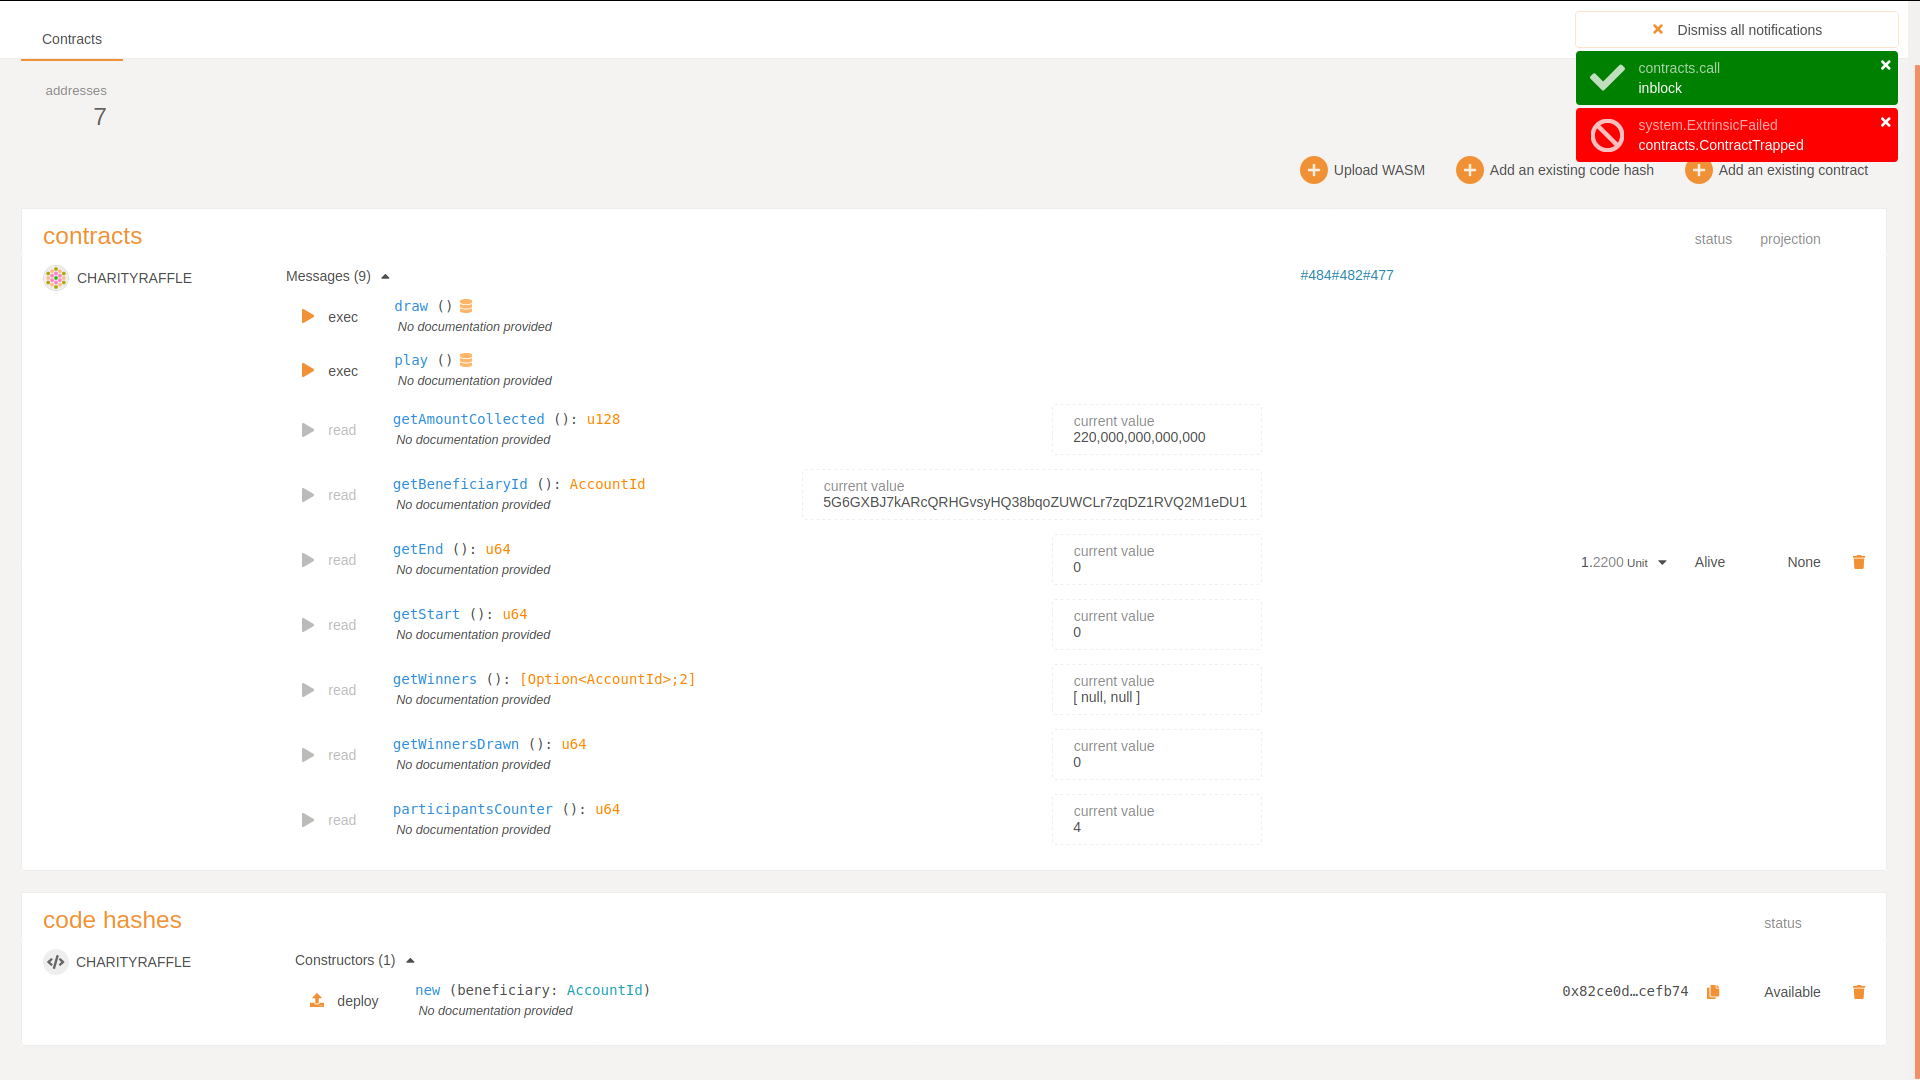 Contracts
Dismiss all notifications
contracts.call
inblock
system.ExtrinsicFailed
contracts.ContractTrapped
addresses
7
Upload WASM
Add an existing code hash
Add an existing contract
contracts
status
projection
CHARITYRAFFLE
Messages (9)
#484#482#477
exec
draw ()
No documentation provided
exec
play ()
No documentation provided
read
getAmountCollected (): u128
No documentation provided
current value
220,000,000,000,000
read
getBeneficiaryId (): AccountId
No documentation provided
current value
5G6GXBJ7kARcQRHGvsyHQ38bqoZUWCLr7zqDZ1RVQ2M1eDU1
read
getEnd (): u64
No documentation provided
current value
0
1.2200 Unit
Alive
None
read
getStart (): u64
No documentation provided
current value
0
read
getWinners (): [Option<AccountId>;2]
No documentation provided
current value
[ null, null ]
read
getWinnersDrawn (): u64
No documentation provided
current value
0
read
participantsCounter (): u64
No documentation provided
current value
4
code hashes
status
CHARITYRAFFLE
Constructors (1)
deploy
new (beneficiary: AccountId)
No documentation provided
0x82ce0d…cefb74
Available